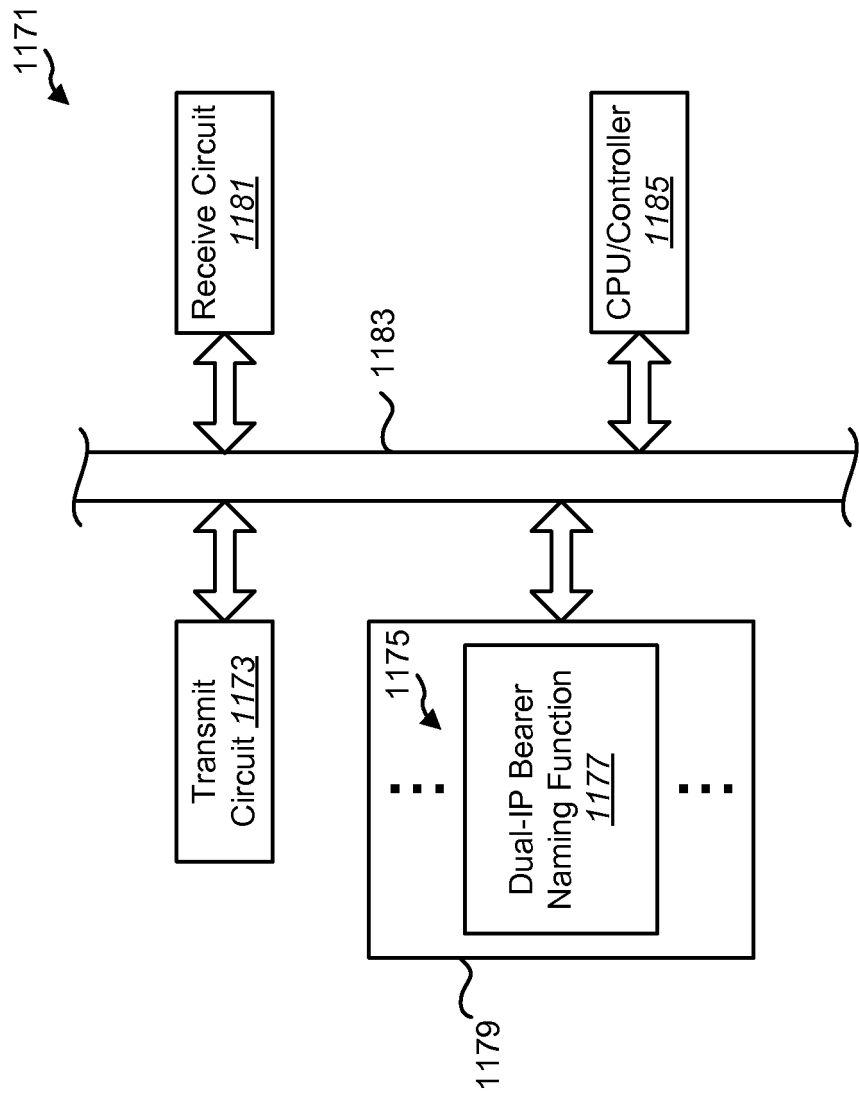 1171
Receive Circuit
1181
CPU/Controller
1185
1183
Transmit
Circuit 1173
1175
Dual-IP Bearer
Naming Function
1177
1179